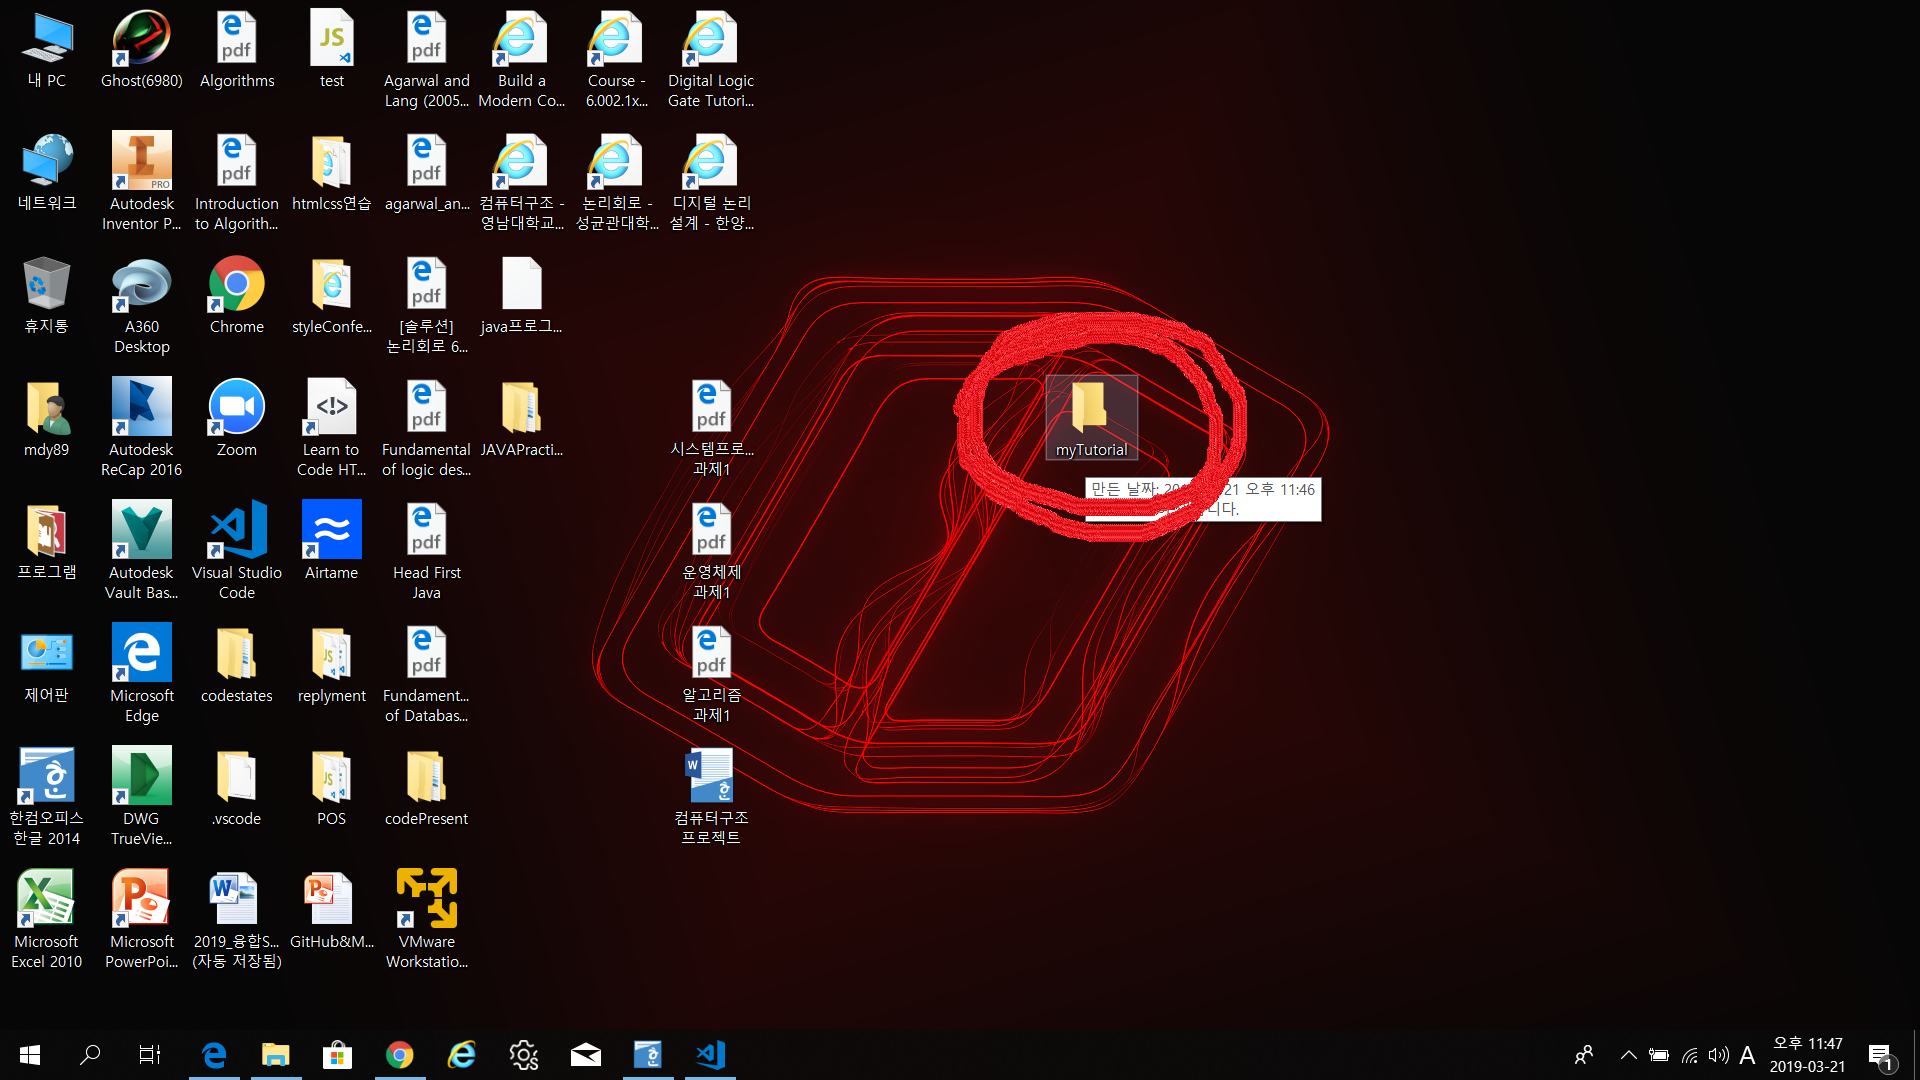 내 PC
Ghost(6980)
Algorithms
test
Agarwal and
Lang (2005...
Build a
Modern Co...
Course -
6.002.1x...
Digital Logic
Gate Tutori...
네트워크
Autodesk
Inventor P...
Introduction
to Algorith...
htmlcss연습
agarwal_an...
컴퓨터구조 -
영남대학교...
논리회로 -
성균관대학...
디지털 논리
설계 - 한양...
휴지통
A360
Desktop
Chrome
styleConfe...
[솔루션]
논리회로 6...
java프로그...
mdy89
Autodesk
ReCap 2016
Zoom
Learn to
Code HT...
Fundamental
of logic des...
JAVAPracti...
시스템프로...
과제1
myTutorial
만든 날짜: 20
21 오후 11:46
니다.
프로그램
Autodesk
Vault Bas...
Visual Studio
Code
Airtame
Head First
Java
운영체제
과제1
제어판
Microsoft
Edge
codestates
replyment
Fundament...
of Databas...
알고리즘
과제1
한컴오피스
한글 2014
DWG
TrueVie...
.vscode
POS
codePresent
컴퓨터구조
프로젝트
Microsoft
Excel 2010
Microsoft
PowerPoi...
2019_융합S...
(자동 저장됨)
GitHub&M...
VMware
Workstatio...
A
오후 11:47
2019-03-21
1